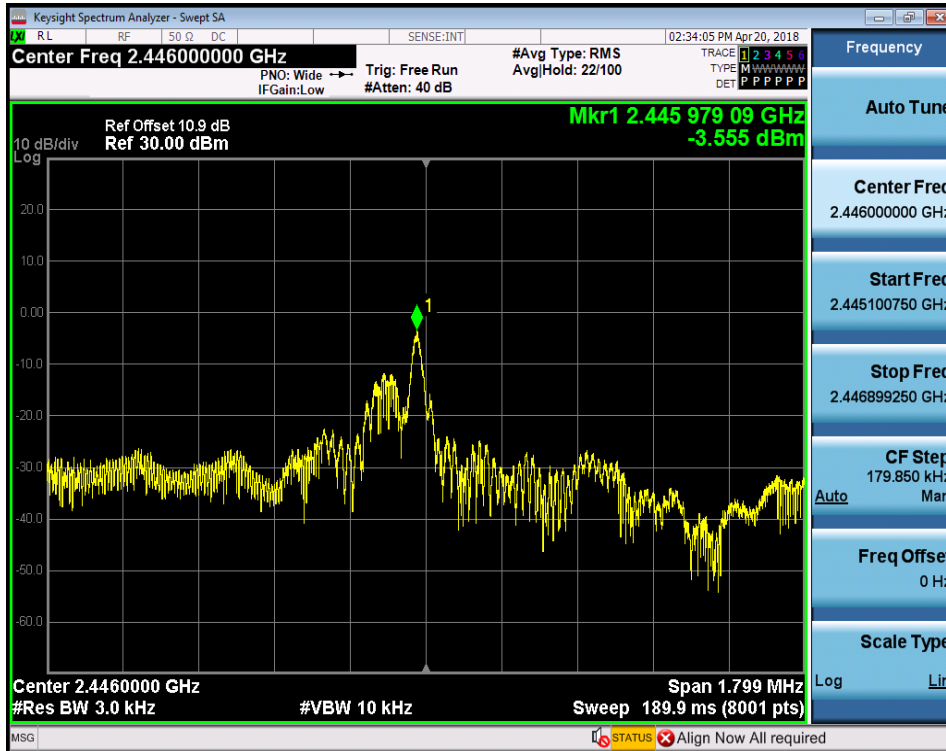 Keysight Spectrum Analyzer - Swept SA
LXI RL RF 50 Ω DC SENSE:INT 02:34:05 PM Apr 20, 2018
Center Freq 2.446000000 GHz
PNO: Wide
IFGain:Low
Trig: Free Run
#Atten: 40 dB
#Avg Type: RMS
Avg|Hold: 22/100
TRACE 1 2 3 4 5 6
TYPE M WWWWW
DET P P P P P P
Mkr1 2.445 979 09 GHz
-3.555 dBm
Ref Offset 10.9 dB
10 dB/div Ref 30.00 dBm
Log
1
20.0
10.0
0.00
-10.0
-20.0
-30.0
-40.0
-50.0
-60.0
Center 2.4460000 GHz Span 1.799 MHz
#Res BW 3.0 kHz #VBW 10 kHz Sweep 189.9 ms (8001 pts)
MSG STATUS Align Now All required
Frequency
Auto Tune
Center Freq
2.446000000 GHz
Start Freq
2.445100750 GHz
Stop Freq
2.446899250 GHz
CF Step
179.850 kHz
Auto Man
Freq Offset
0 Hz
Scale Type
Log Lin